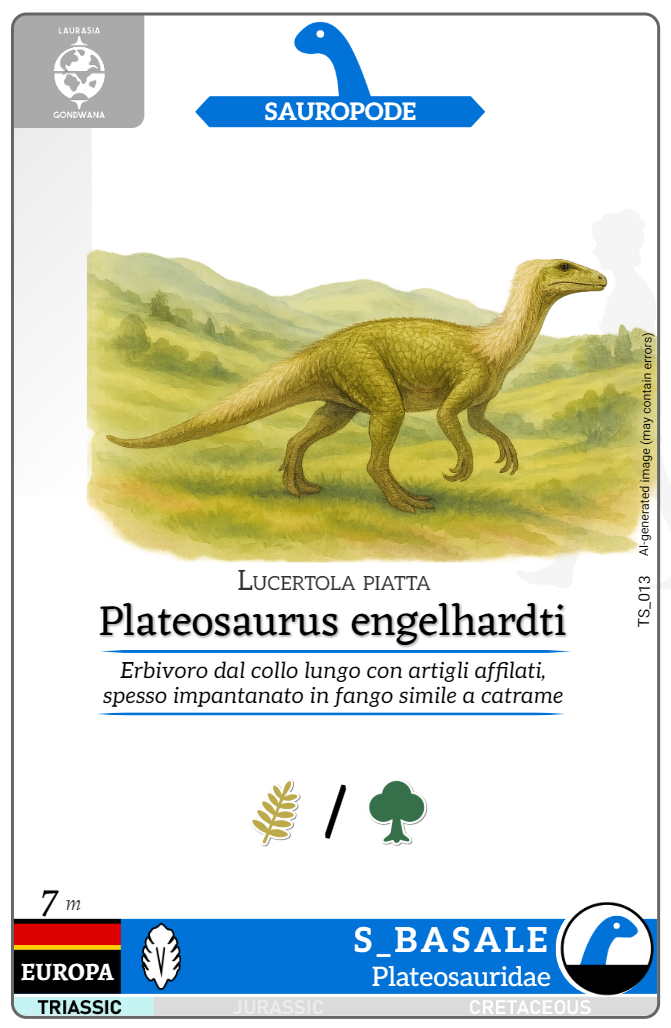 LAURASIA
GONDWANA
SAUROPODE
AI-generated image (may contain errors)
TS_013
Lucertola piatta
Plateosaurus engelhardti
Erbivoro dal collo lungo con artigli affilati,
spesso impantanato in fango simile a catrame
/
7 m
EUROPA
V
S_BASALE
Plateosauridae
TRIASSIC JURASSIC CRETACEOUS